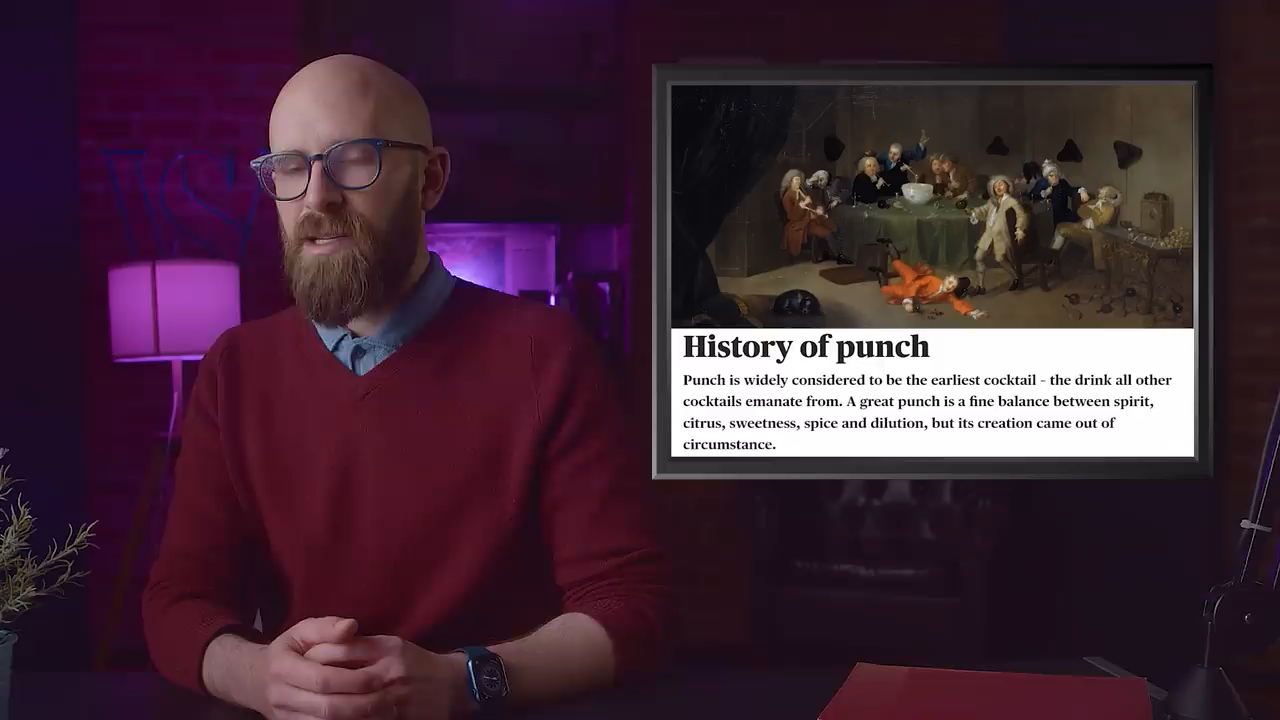 History of punch
Punch is widely considered to be the earliest cocktail - the drink all other
cocktails emanate from. A great punch is a fine balance between spirit,
citrus, sweetness, spice and dilution, but its creation came out of
circumstance.